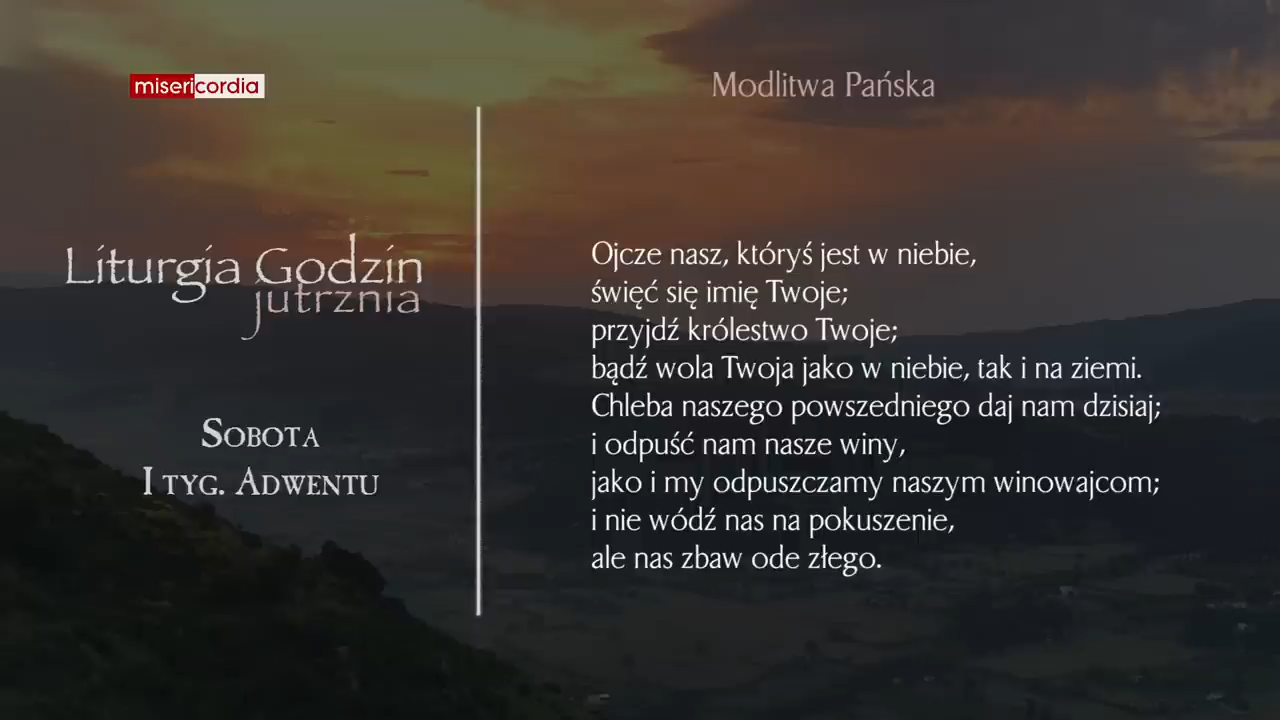 misericordia
Modlitwa Pańska
Liturgia Godzin
jutrznia
Sobota
I tyg. Adwentu
Ojcze nasz, któryś jest w niebie,
święć się imię Twoje;
przyjdź królestwo Twoje;
bądź wola Twoja jako w niebie, tak i na ziemi.
Chleba naszego powszedniego daj nam dzisiaj;
i odpuść nam nasze winy,
jako i my odpuszczamy naszym winowajcom;
i nie wódź nas na pokuszenie,
ale nas zbaw ode złego.